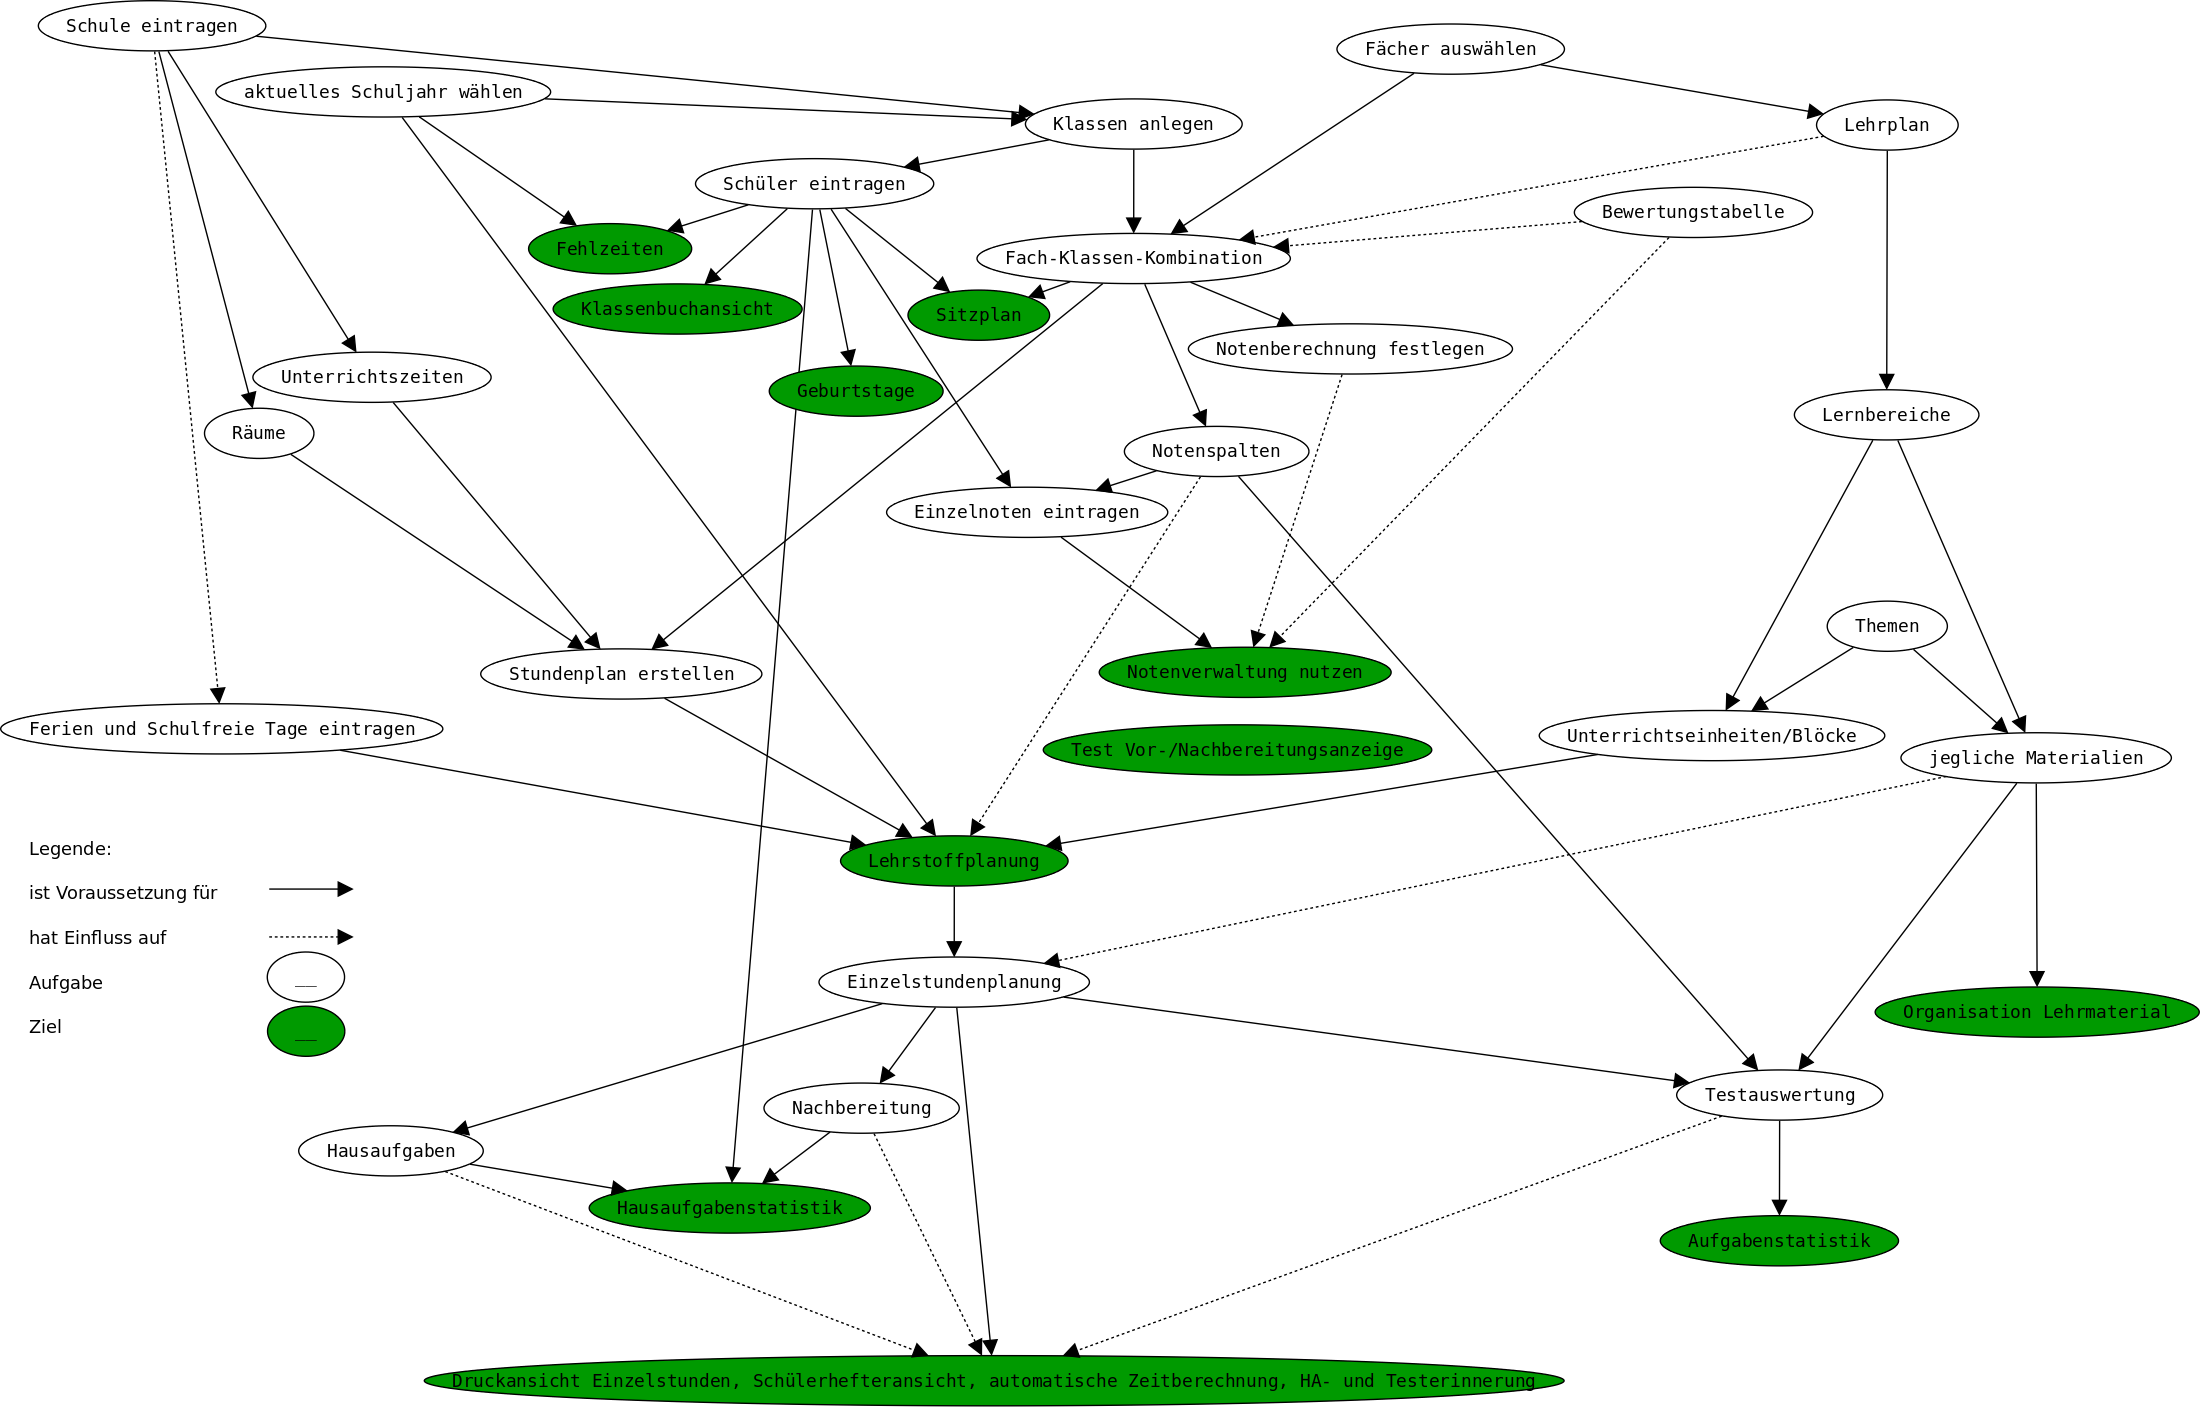 Schule eintragen
Fächer auswählen
aktuelles Schuljahr wählen
Klassen anlegen
Lehrplan
Schüler eintragen
Bewertungstabelle
Fehlzeiten
Fach-Klassen-Kombination
Klassenbuchansicht
Sitzplan
Notenberechnung festlegen
Unterrichtszeiten
Geburtstage
Lernbereiche
Räume
Notenspalten
Einzelnoten eintragen
Themen
Stundenplan erstellen
Notenverwaltung nutzen
Ferien und Schulfreie Tage eintragen
Unterrichtseinheiten/Blöcke
Test Vor-/Nachbereitungsanzeige
jegliche Materialien
Legende:
ist Voraussetzung für
hat Einfluss auf
Aufgabe
__
Ziel
__
Lehrstoffplanung
Einzelstundenplanung
Organisation Lehrmaterial
Testauswertung
Nachbereitung
Hausaufgaben
Hausaufgabenstatistik
Aufgabenstatistik
Druckansicht Einzelstunden, Schülerhefteransicht, automatische Zeitberechnung, HA- und Testerinnerung